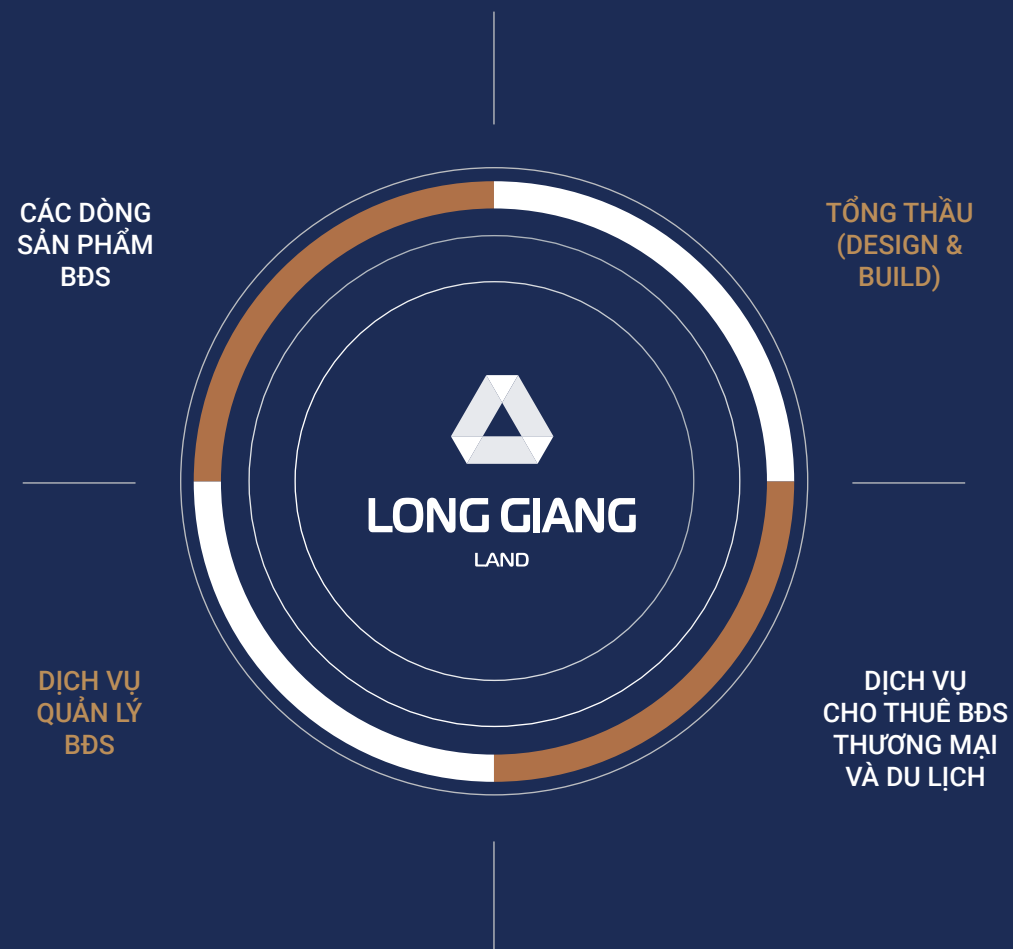 CÁC DÒNG
SẢN PHẨM
BĐS
TỔNG THẦU
(DESIGN &
BUILD)
LONG GIANG
LAND
DỊCH VỤ
QUẢN LÝ
BĐS
DỊCH VỤ
CHO THUÊ BĐS
THƯƠNG MẠI
VÀ DU LỊCH